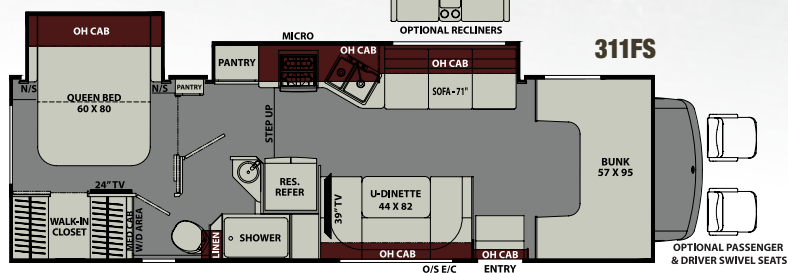 OPTIONAL RECLINERS
311FS
MICRO
OH CAB
OH CAB
PANTRY
OH CAB
N/S
N/S
PANTRY
QUEEN BED
60 X 80
SOFA - 71"
STEP UP
BUNK
57 X 95
24" TV
RES.
REFER
39" TV
U-DINETTE
44 X 82
WALK-IN
CLOSET
MED CAB
W/D AREA
LINEN
SHOWER
OH CAB
OH CAB
O/S E/C
ENTRY
OPTIONAL PASSENGER
& DRIVER SWIVEL SEATS